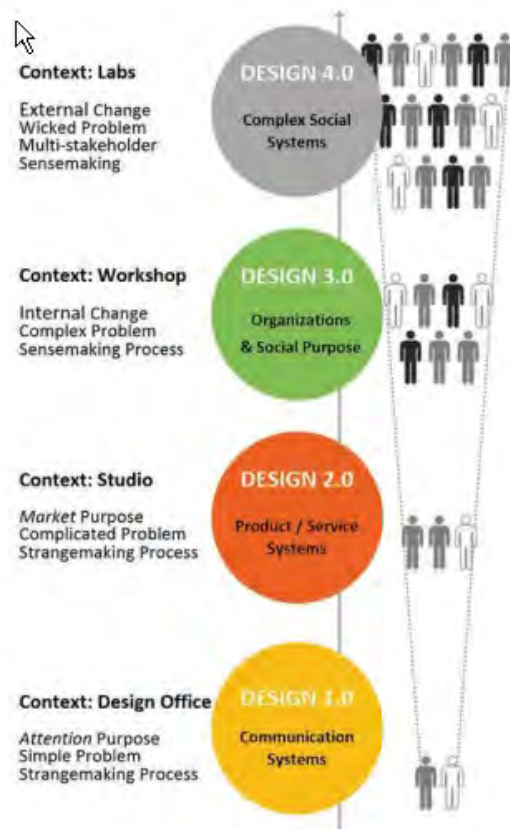 Context: Labs
External Change
Wicked Problem
Multi-stakeholder
Sensemaking
DESIGN 4.0
Complex Social
Systems
Context: Workshop
Internal Change
Complex Problem
Sensemaking Process
DESIGN 3.0
Organizations
& Social Purpose
Context: Studio
Market Purpose
Complicated Problem
Strangemaking Process
DESIGN 2.0
Product / Service
Systems
Context: Design Office
Attention Purpose
Simple Problem
Strangemaking Process
DESIGN 1.0
Communication
Systems